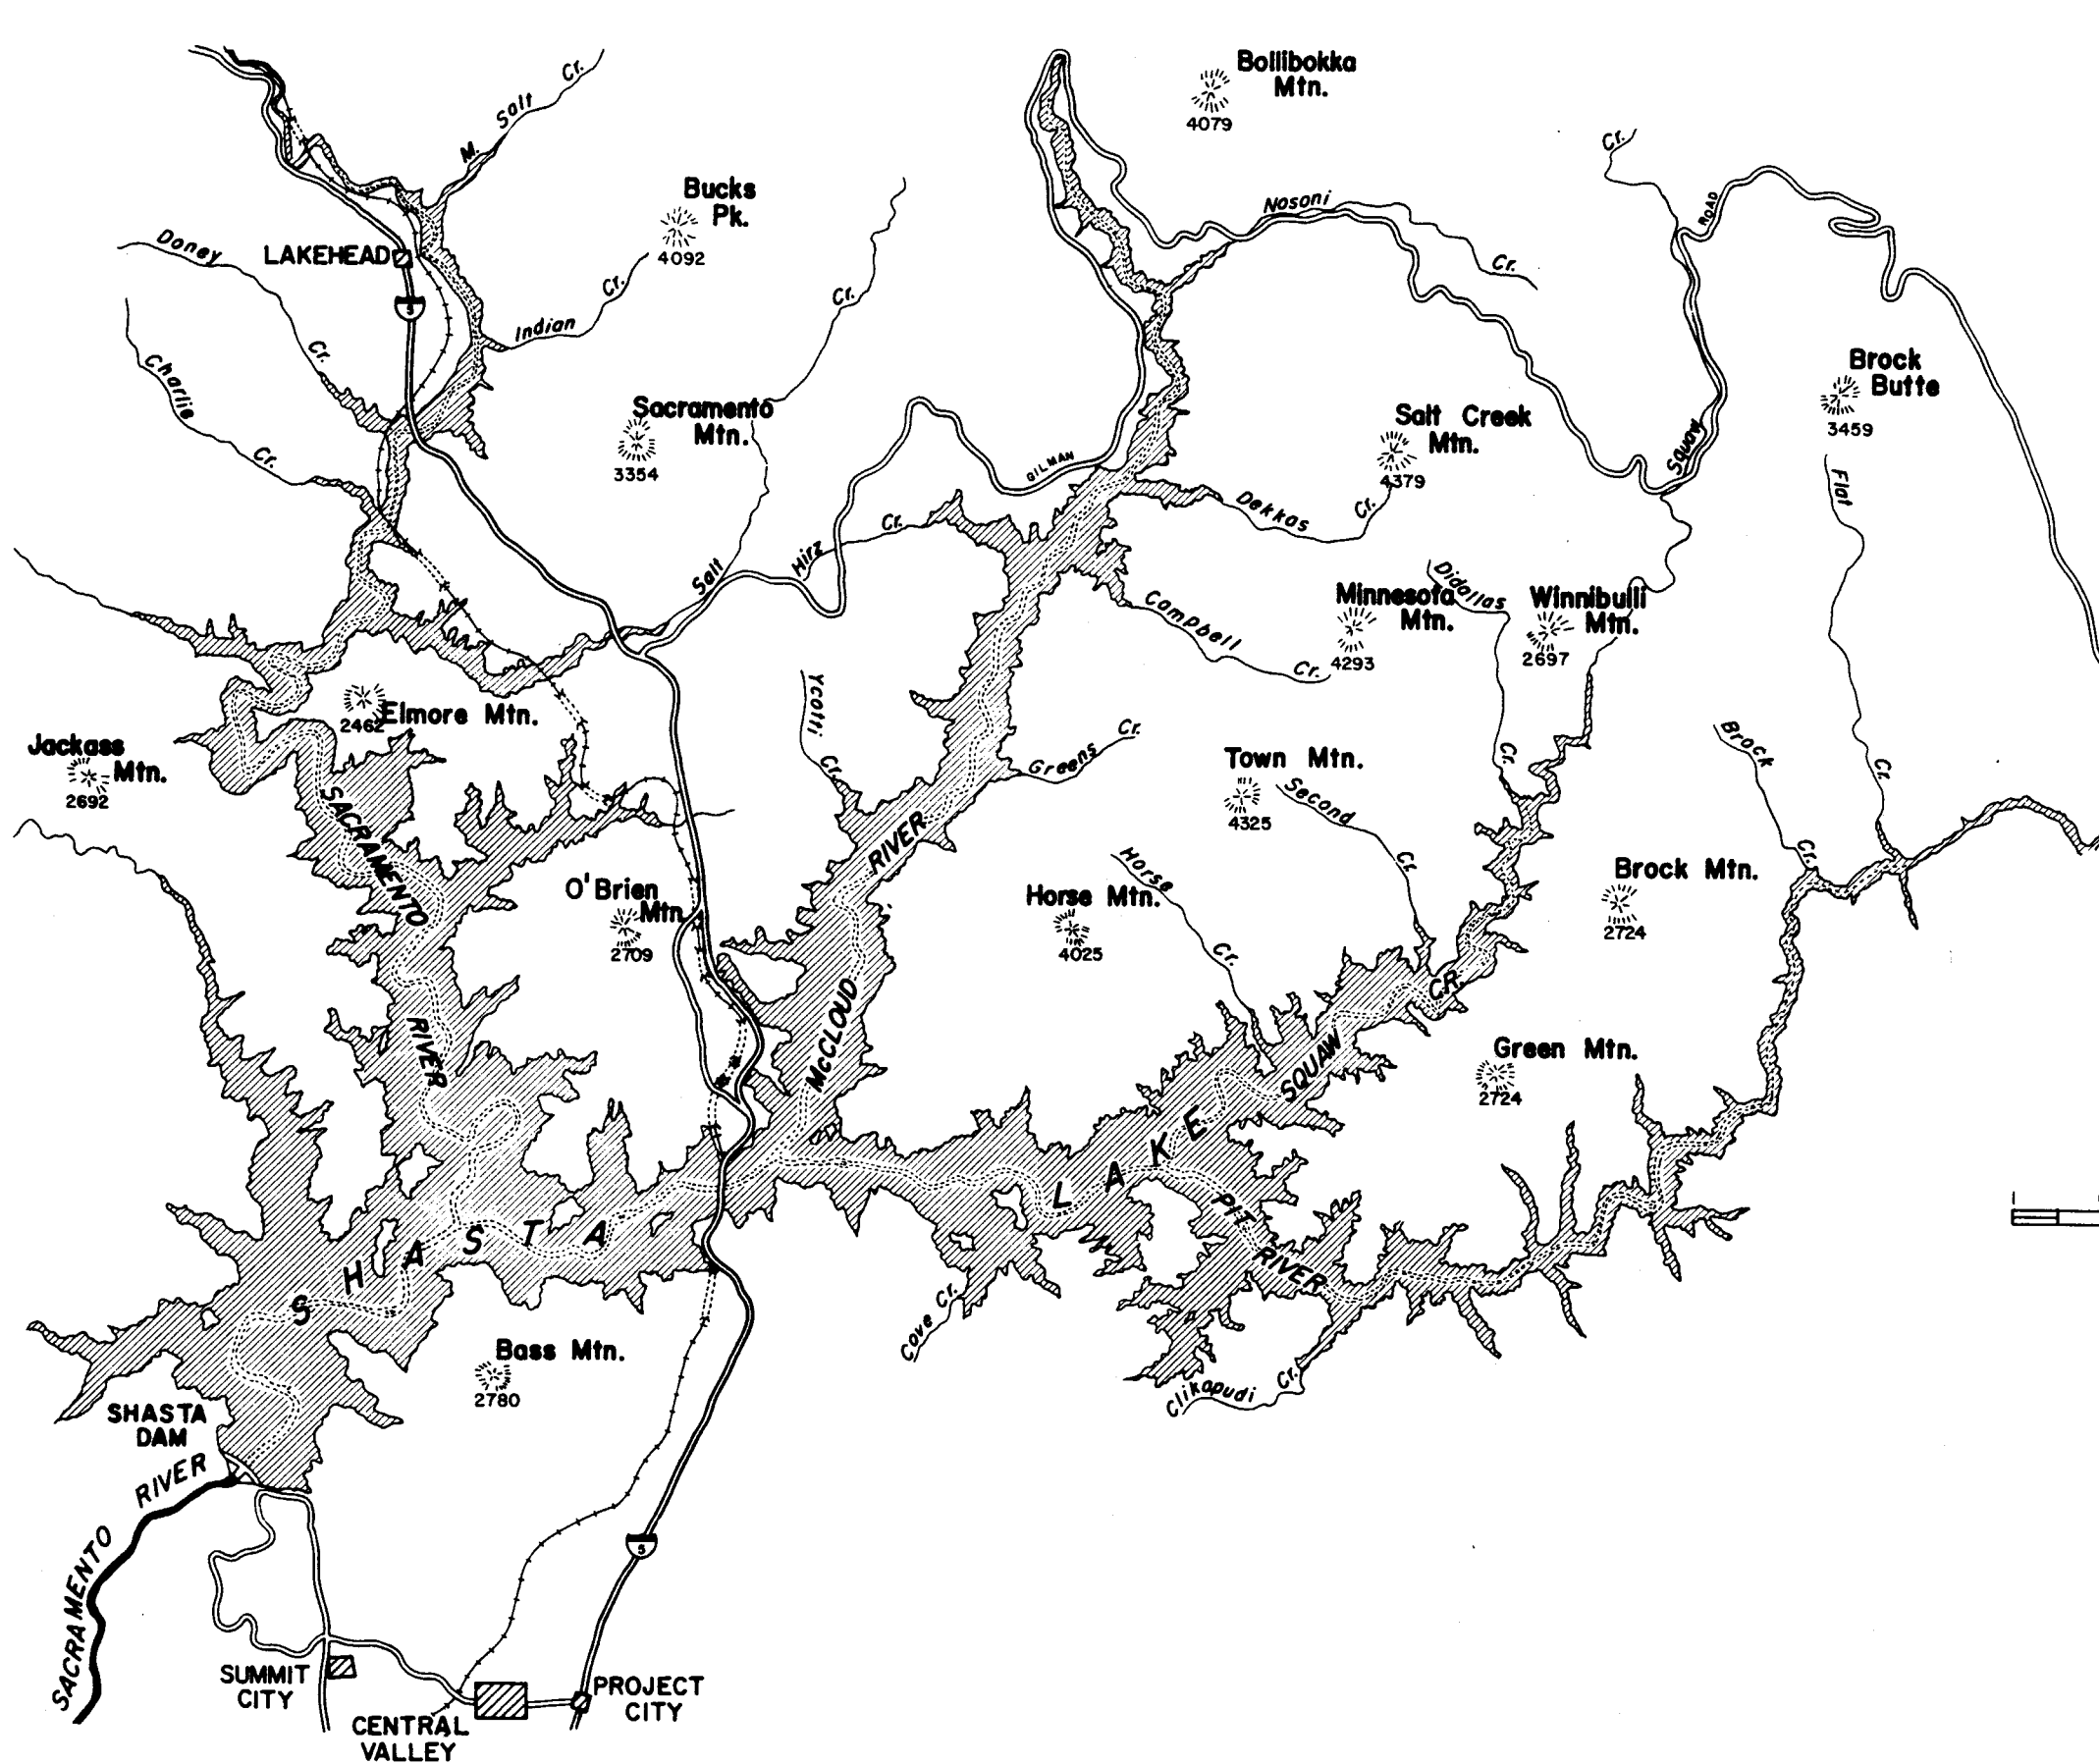 Bollibokka
Mtn.
4079
M. Salt Cr.
Cr.
Bucks
Pk.
4092
Nosoni
Cr.
ROAD
Doney
Cr.
LAKEHEAD
5
Indian Cr.
Cr.
Charlie
Cr.
Brock
Butte
3459
Sacramento
Mtn.
3354
Salt Creek
Mtn.
4379
GILMAN
Squaw
Flat
Cr.
Dekkas
Cr.
Hirz
Cr.
Salt
Didallas
Cr.
Minnesota
Mtn.
4293
Winnibulli
Mtn.
2697
Campbell
Cr.
Ycotti
Cr.
Elmore Mtn.
2462
Jackass
Mtn.
2692
Greens Cr.
Town Mtn.
4325
Second
Cr.
Brock
Cr.
SACRAMENTO
RIVER
McCLOUD
RIVER
Horse
Cr.
O'Brien
Mtn.
2709
Horse Mtn.
4025
Brock Mtn.
2724
SQUAW CR.
Green Mtn.
2724
SHASTA LAKE
PIT
RIVER
Cove Cr.
Bass Mtn.
2780
Clikapudi Cr.
SHASTA
DAM
SACRAMENTO RIVER
5
SUMMIT
CITY
PROJECT
CITY
CENTRAL
VALLEY